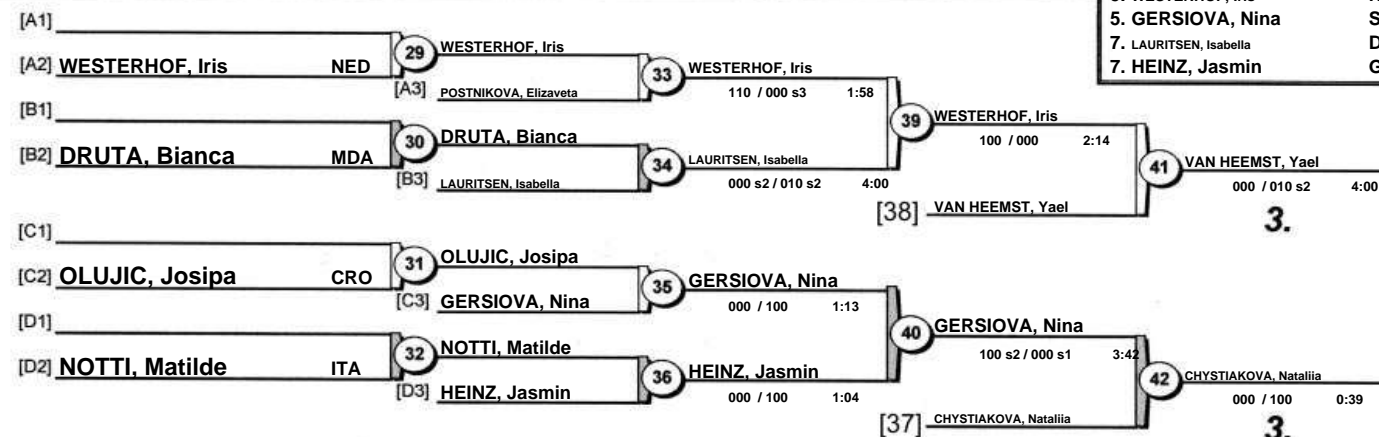 5. GERSIOVA, Nina S
7. LAURITSEN, Isabella D
7. HEINZ, Jasmin G
[A1]
[A2] WESTERHOF, Iris NED
29
WESTERHOF, Iris
[A3] POSTNIKOVA, Elizaveta
33
WESTERHOF, Iris
110 / 000 s3 1:58
[B1]
[B2] DRUTA, Bianca MDA
30
DRUTA, Bianca
[B3] LAURITSEN, Isabella
34
LAURITSEN, Isabella
000 s2 / 010 s2 4:00
39
WESTERHOF, Iris
100 / 000 2:14
[38] VAN HEEMST, Yael
41
VAN HEEMST, Yael
000 / 010 s2 4:00
3.
[C1]
[C2] OLUJIC, Josipa CRO
31
OLUJIC, Josipa
[C3] GERSIOVA, Nina
35
GERSIOVA, Nina
000 / 100 1:13
[D1]
[D2] NOTTI, Matilde ITA
32
NOTTI, Matilde
[D3] HEINZ, Jasmin
36
HEINZ, Jasmin
000 / 100 1:04
40
GERSIOVA, Nina
100 s2 / 000 s1 3:42
[37] CHYSTIAKOVA, Nataliia
42
CHYSTIAKOVA, Nataliia
000 / 100 0:39
3.